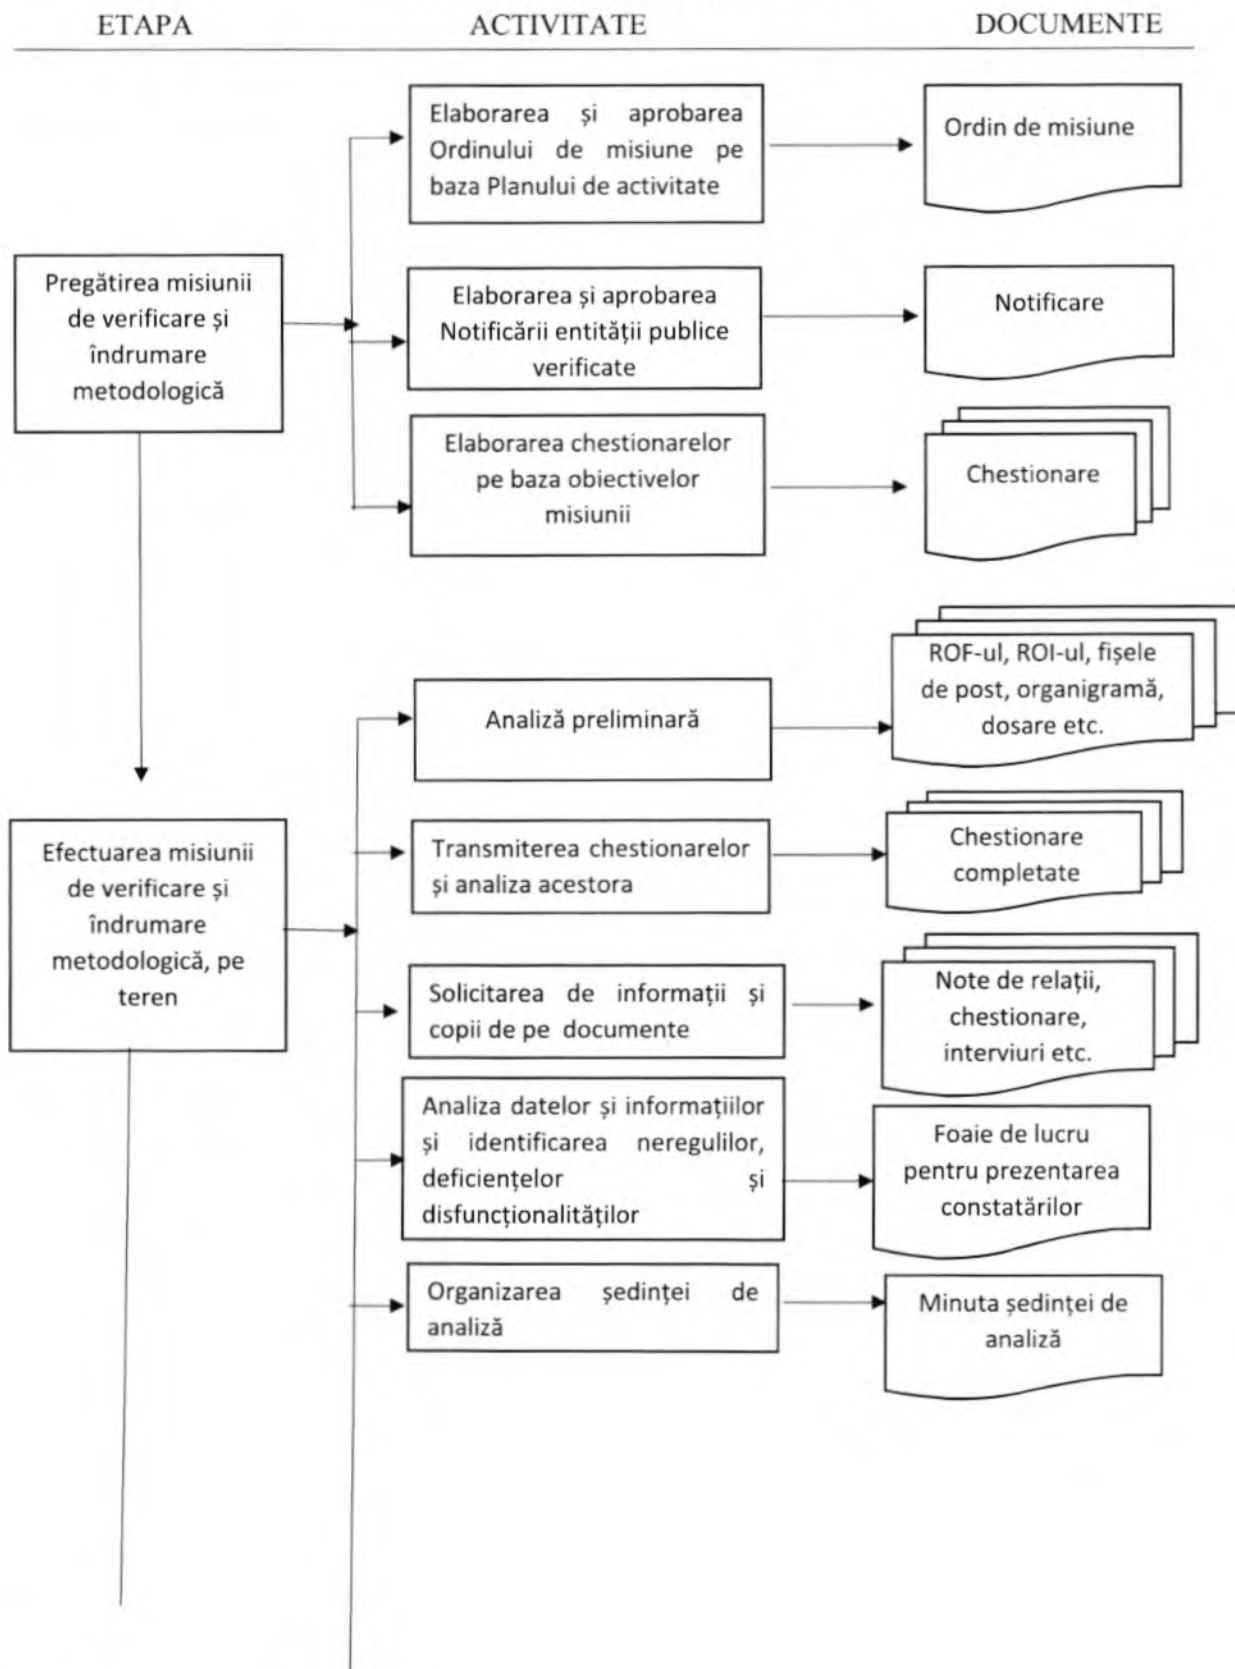 ETAPA ACTIVITATE DOCUMENTE
Elaborarea și aprobarea
Ordinului de misiune pe
baza Planului de activitate
Ordin de misiune
Pregătirea misiunii
de verificare și
îndrumare
metodologică
Elaborarea și aprobarea
Notificării entității publice
verificate
Notificare
Elaborarea chestionarelor
pe baza obiectivelor
misiunii
Chestionare
Analiză preliminară
ROF-ul, ROI-ul, fișele
de post, organigramă,
dosare etc.
Efectuarea misiunii
de verificare și
îndrumare
metodologică, pe
teren
Transmiterea chestionarelor
și analiza acestora
Chestionare
completate
Solicitarea de informații și
copii de pe documente
Note de relații,
chestionare,
interviuri etc.
Analiza datelor și informațiilor
și identificarea neregulilor,
deficiențelor și
disfuncționalităților
Foaie de lucru
pentru prezentarea
constatărilor
Organizarea ședinței de
analiză
Minuta ședinței de
analiză